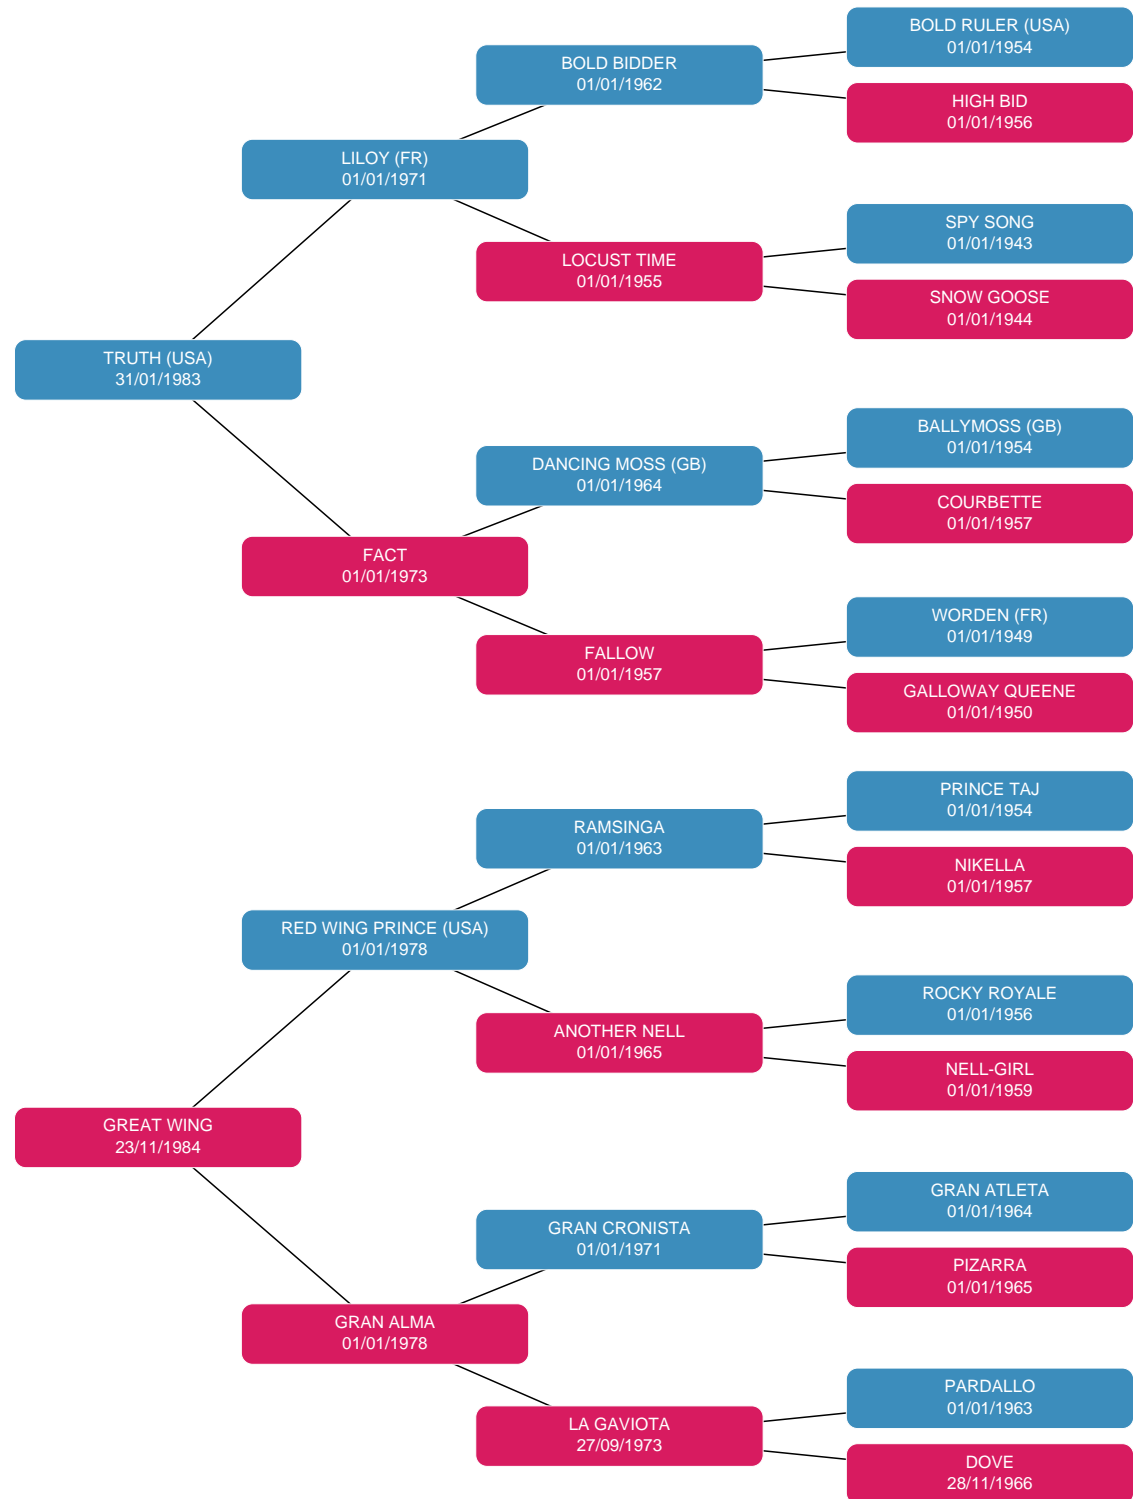 BOLD RULER (USA)
01/01/1954
BOLD BIDDER
01/01/1962
HIGH BID
01/01/1956
LILOY (FR)
01/01/1971
SPY SONG
01/01/1943
LOCUST TIME
01/01/1955
SNOW GOOSE
01/01/1944
TRUTH (USA)
31/01/1983
BALLYMOSS (GB)
01/01/1954
DANCING MOSS (GB)
01/01/1964
COURBETTE
01/01/1957
FACT
01/01/1973
WORDEN (FR)
01/01/1949
FALLOW
01/01/1957
GALLOWAY QUEENE
01/01/1950
PRINCE TAJ
01/01/1954
RAMSINGA
01/01/1963
NIKELLA
01/01/1957
RED WING PRINCE (USA)
01/01/1978
ROCKY ROYALE
01/01/1956
ANOTHER NELL
01/01/1965
NELL-GIRL
01/01/1959
GREAT WING
23/11/1984
GRAN ATLETA
01/01/1964
GRAN CRONISTA
01/01/1971
PIZARRA
01/01/1965
GRAN ALMA
01/01/1978
PARDALLO
01/01/1963
LA GAVIOTA
27/09/1973
DOVE
28/11/1966